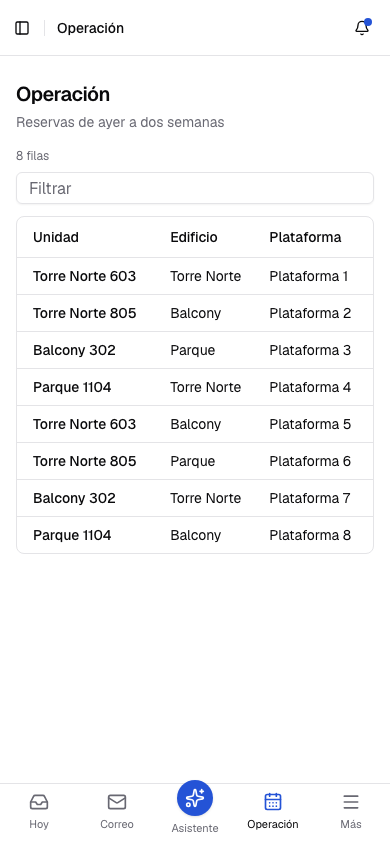 Operación
Operación
Reservas de ayer a dos semanas
8 filas
Filtrar
Unidad Edificio Plataforma
Torre Norte 603 Torre Norte Plataforma 1
Torre Norte 805 Balcony Plataforma 2
Balcony 302 Parque Plataforma 3
Parque 1104 Torre Norte Plataforma 4
Torre Norte 603 Balcony Plataforma 5
Torre Norte 805 Parque Plataforma 6
Balcony 302 Torre Norte Plataforma 7
Parque 1104 Balcony Plataforma 8
Hoy Correo Asistente Operación Más